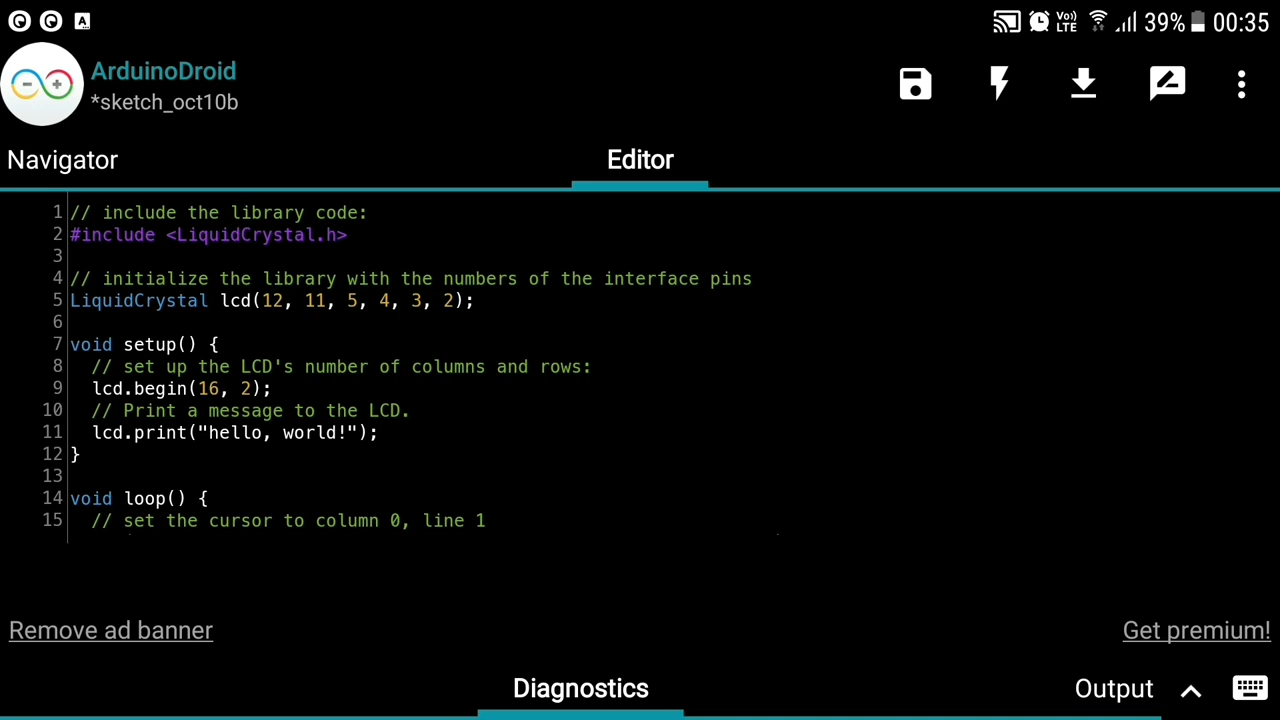 Vo)) LTE 39% 00:35
ArduinoDroid
*sketch_oct10b
Navigator Editor
1 // include the library code:
2 #include <LiquidCrystal.h>
3
4 // initialize the library with the numbers of the interface pins
5 LiquidCrystal lcd(12, 11, 5, 4, 3, 2);
6
7 void setup() {
8   // set up the LCD's number of columns and rows:
9   lcd.begin(16, 2);
10   // Print a message to the LCD.
11   lcd.print("hello, world!");
12 }
13
14 void loop() {
15   // set the cursor to column 0, line 1
Remove ad banner Get premium!
Diagnostics Output